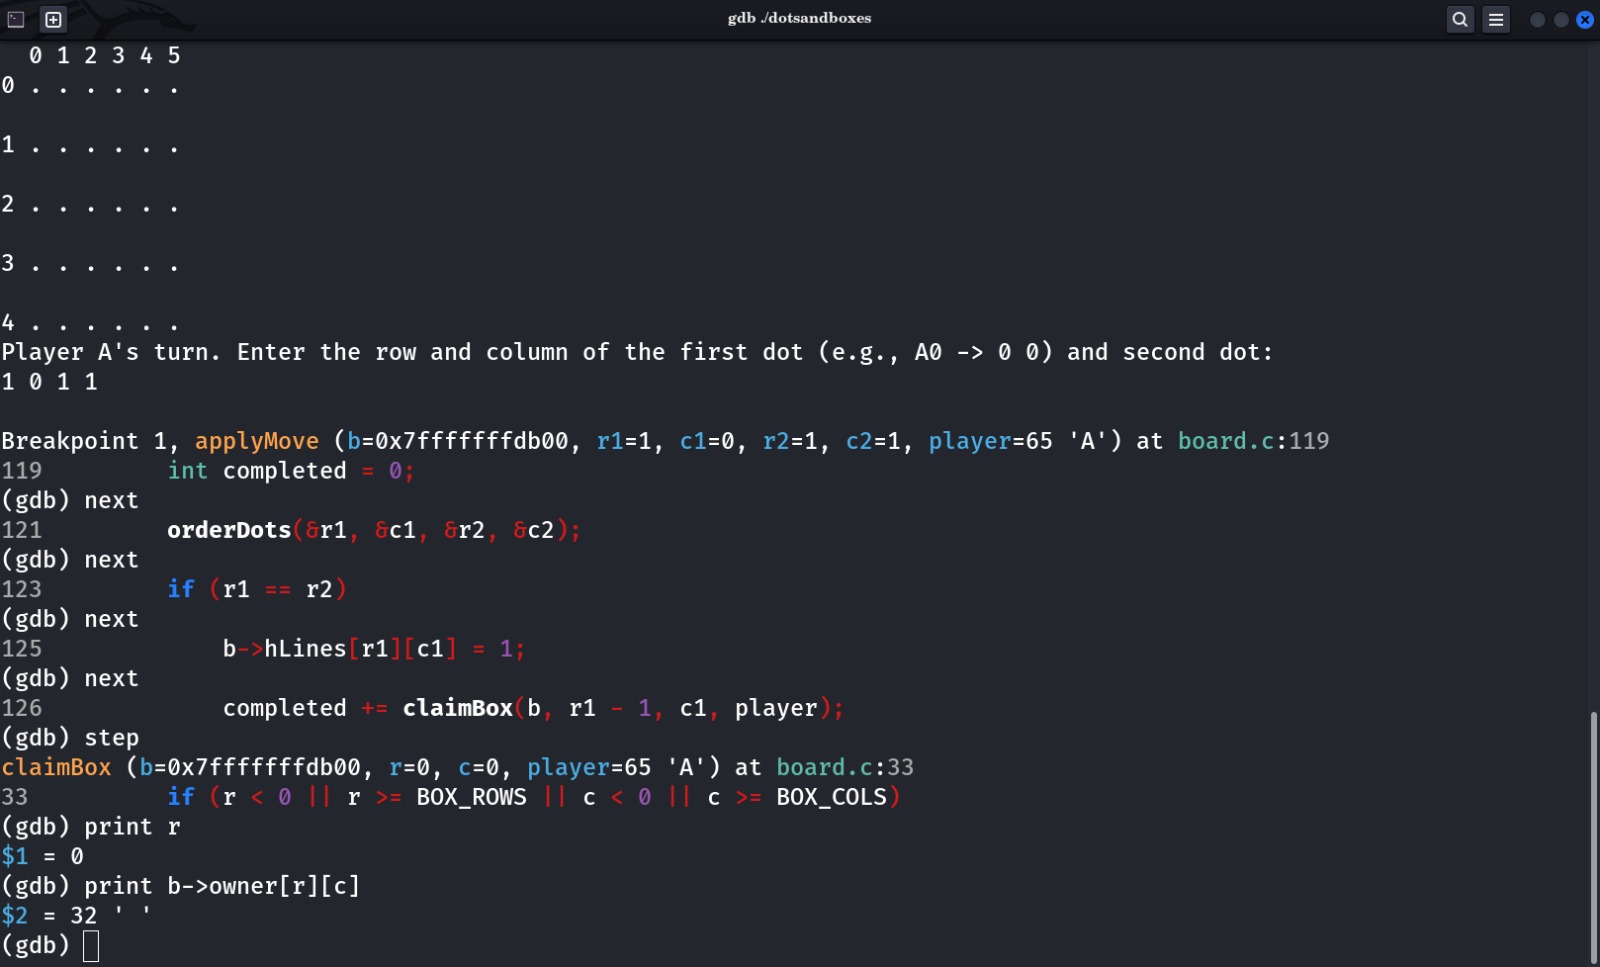 gdb ./dotsandboxes
  0 1 2 3 4 5
0 . . . . . .
1 . . . . . .
2 . . . . . .
3 . . . . . .
4 . . . . . .
Player A's turn. Enter the row and column of the first dot (e.g., A0 -> 0 0) and second dot:
1 0 1 1
Breakpoint 1, applyMove (b=0x7fffffffdb00, r1=1, c1=0, r2=1, c2=1, player=65 'A') at board.c:119
119         int completed = 0;
(gdb) next
121         orderDots(&r1, &c1, &r2, &c2);
(gdb) next
123         if (r1 == r2)
(gdb) next
125             b->hLines[r1][c1] = 1;
(gdb) next
126             completed += claimBox(b, r1 - 1, c1, player);
(gdb) step
claimBox (b=0x7fffffffdb00, r=0, c=0, player=65 'A') at board.c:33
33          if (r < 0 || r >= BOX_ROWS || c < 0 || c >= BOX_COLS)
(gdb) print r
$1 = 0
(gdb) print b->owner[r][c]
$2 = 32 ' '
(gdb)